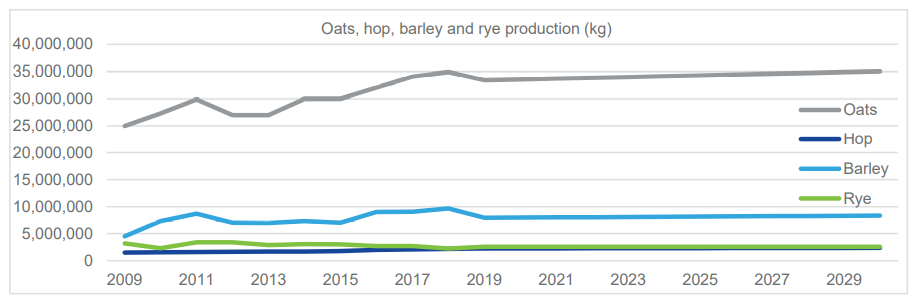 Oats, hop, barley and rye production (kg)
40,000,000
35,000,000
30,000,000
25,000,000
20,000,000
15,000,000
10,000,000
5,000,000
0
Oats
Hop
Barley
Rye
2009 2011 2013 2015 2017 2019 2021 2023 2025 2027 2029